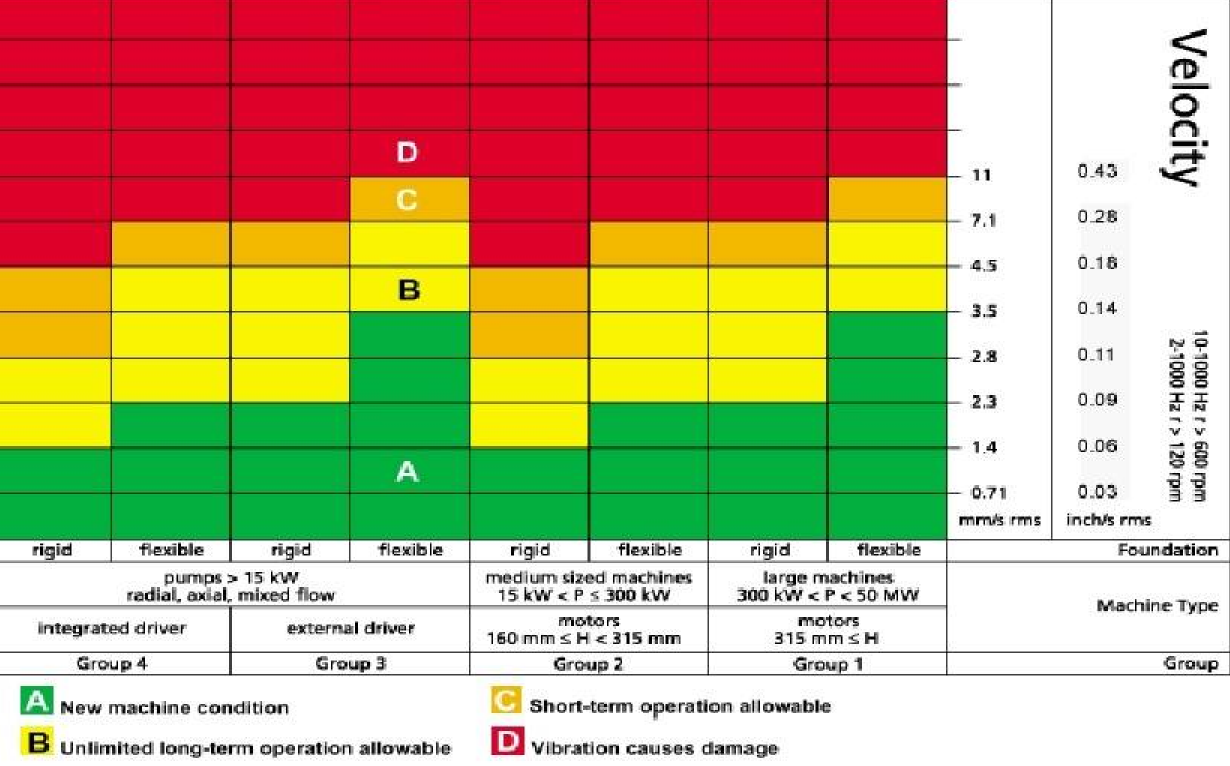 Velocity
D
11
0.43
C
7.1
0.28
4.5
0.18
B
3.5
0.14
2.8
0.11
2.3
0.09
1.4
0.06
A
0.71
0.03
10-1000 Hz r > 600 rpm
2-1000 Hz r > 120 rpm
mm/s rms
inch/s rms
rigid flexible rigid flexible rigid flexible rigid flexible Foundation
pumps > 15 kW
radial, axial, mixed flow
medium sized machines
15 kW < P ≤ 300 kW
large machines
300 kW < P < 50 MW
Machine Type
integrated driver
external driver
motors
160 mm ≤ H < 315 mm
motors
315 mm ≤ H
Group 4
Group 3
Group 2
Group 1
Group
A New machine condition
C Short-term operation allowable
B Unlimited long-term operation allowable
D Vibration causes damage